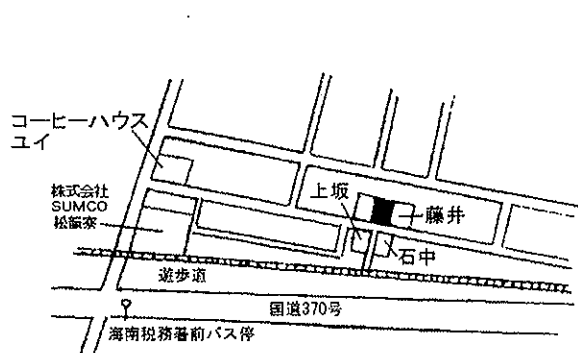 コーヒーハウス
ユイ
株式会社
SUMCO
松籟寮
上坂
藤井
石中
遊歩道
国道370号
海南税務署前バス停